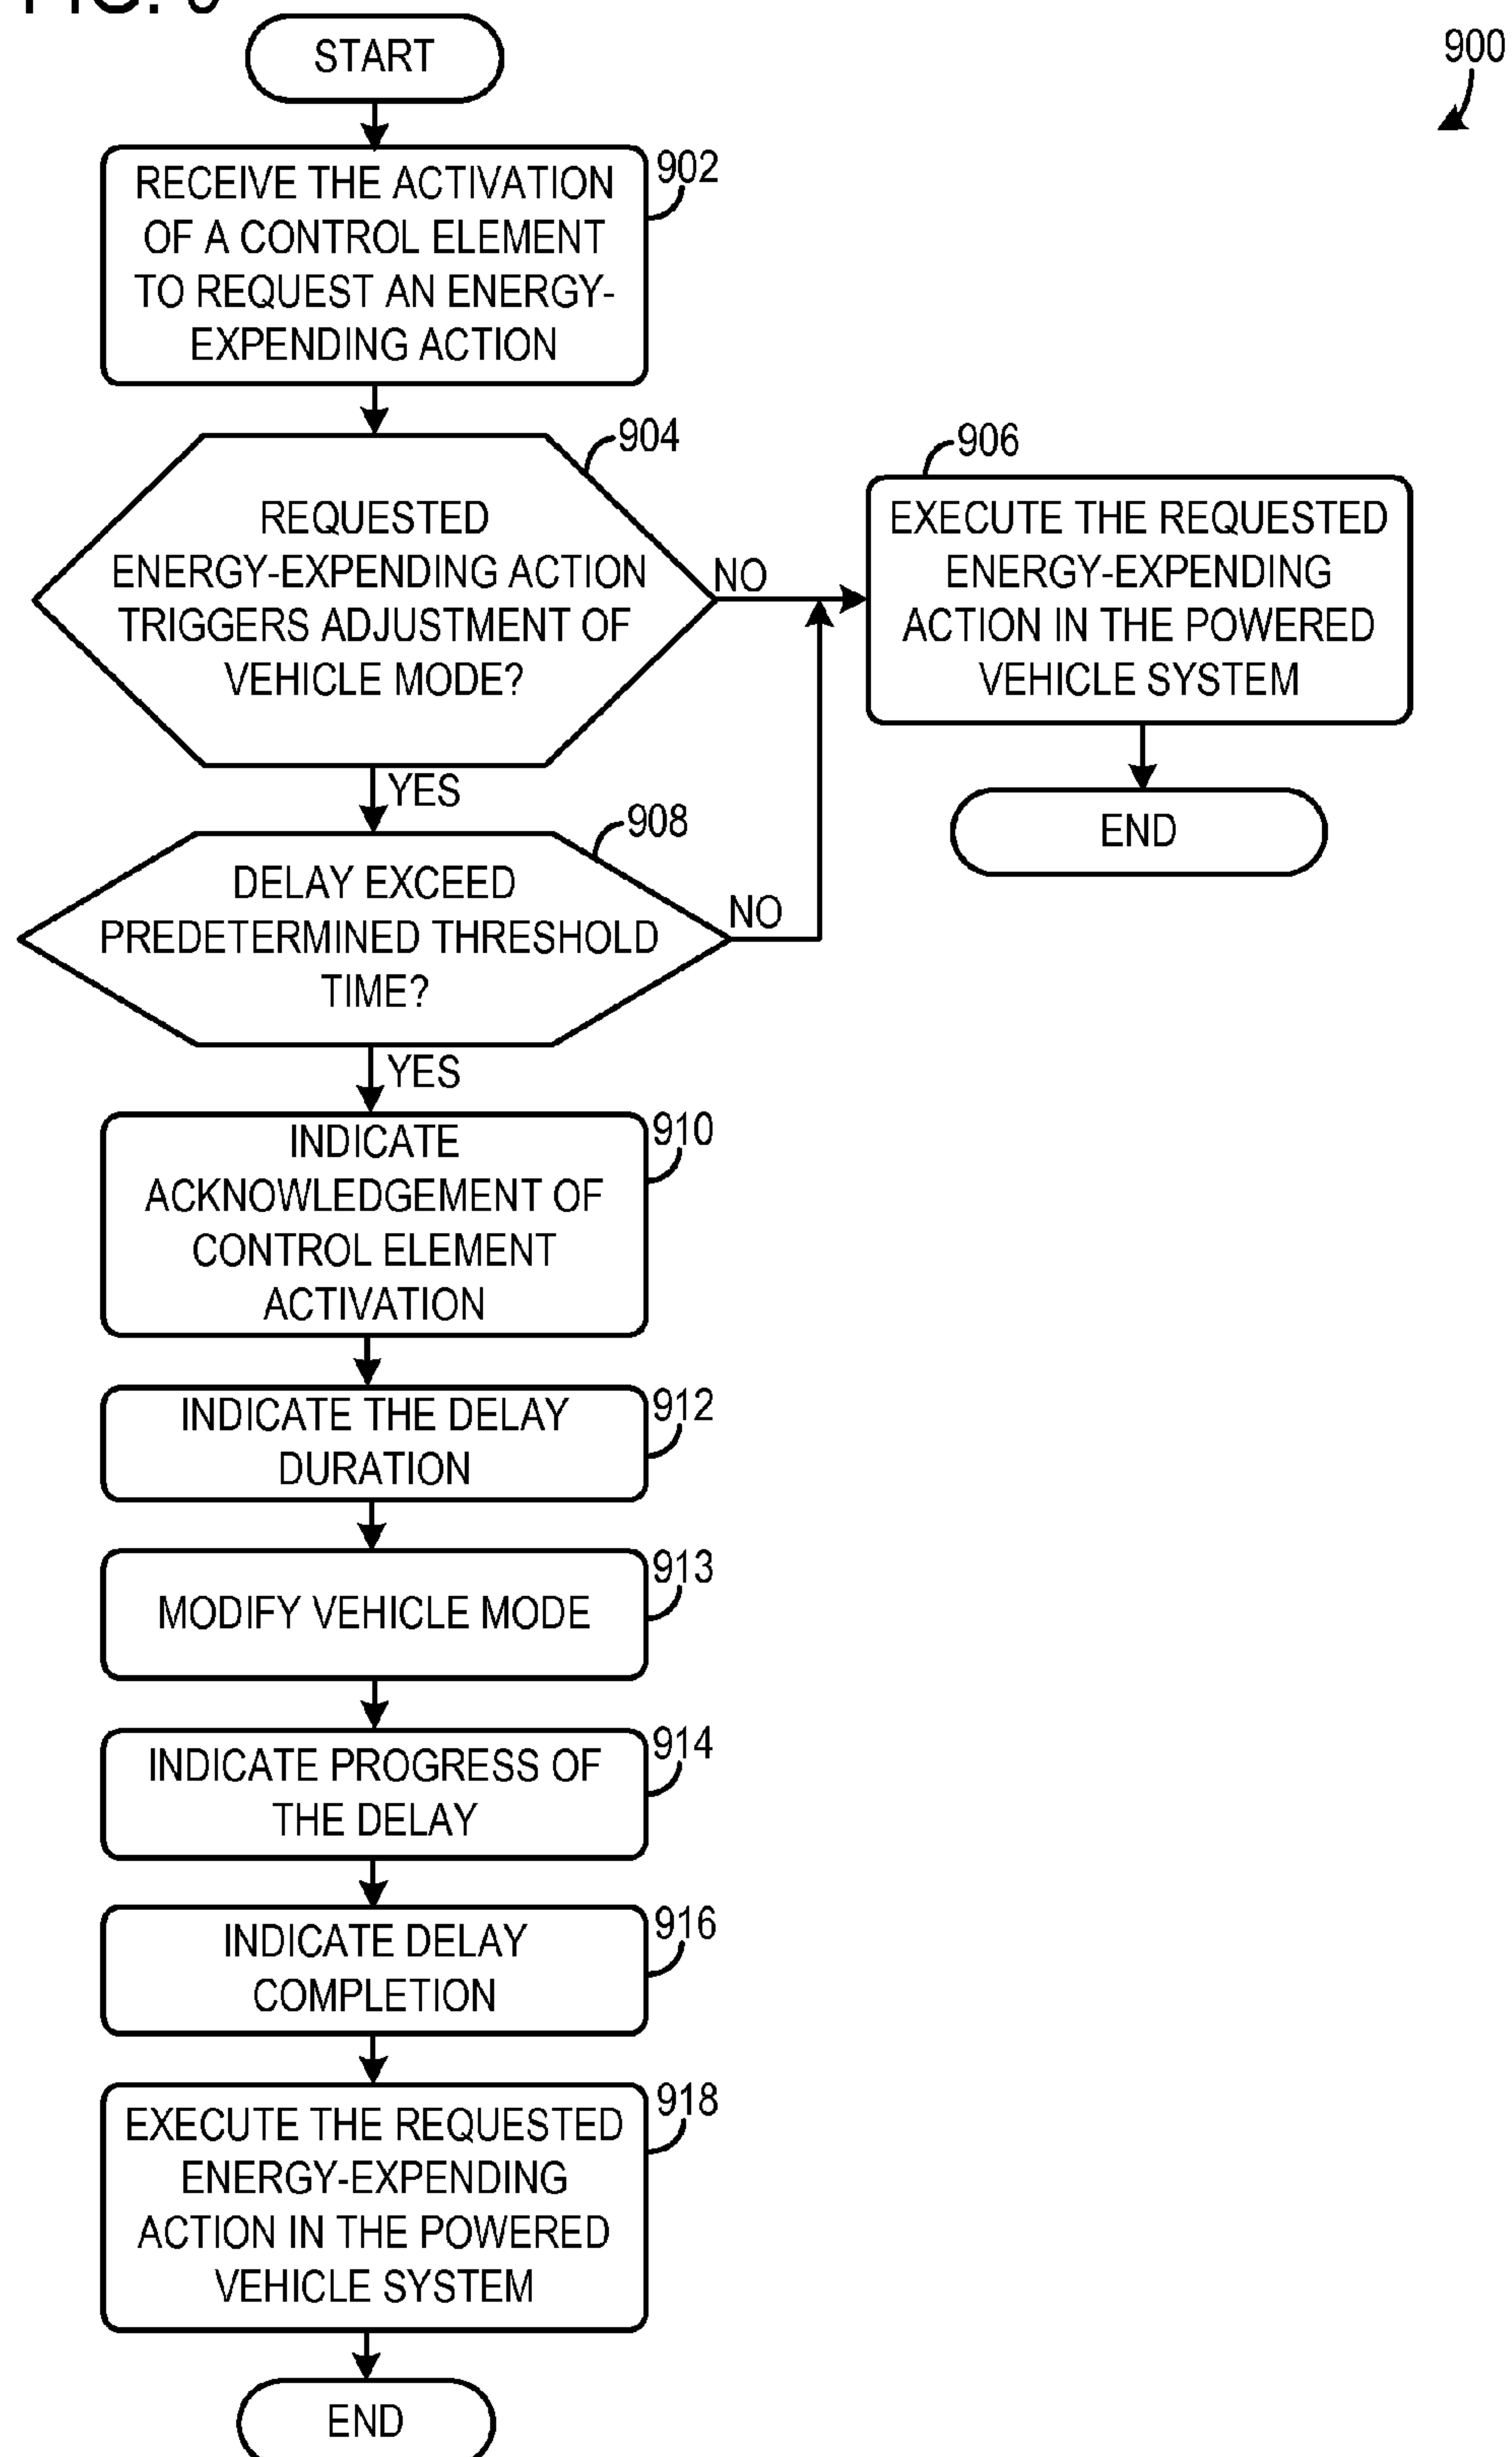 START
900
RECEIVE THE ACTIVATION
OF A CONTROL ELEMENT
TO REQUEST AN ENERGY-
EXPENDING ACTION
902
REQUESTED
ENERGY-EXPENDING ACTION
TRIGGERS ADJUSTMENT OF
VEHICLE MODE?
904
NO
906
EXECUTE THE REQUESTED
ENERGY-EXPENDING
ACTION IN THE POWERED
VEHICLE SYSTEM
END
YES
908
DELAY EXCEED
PREDETERMINED THRESHOLD
TIME?
NO
YES
INDICATE
ACKNOWLEDGEMENT OF
CONTROL ELEMENT
ACTIVATION
910
INDICATE THE DELAY
DURATION
912
MODIFY VEHICLE MODE
913
INDICATE PROGRESS OF
THE DELAY
914
INDICATE DELAY
COMPLETION
916
EXECUTE THE REQUESTED
ENERGY-EXPENDING
ACTION IN THE POWERED
VEHICLE SYSTEM
918
END